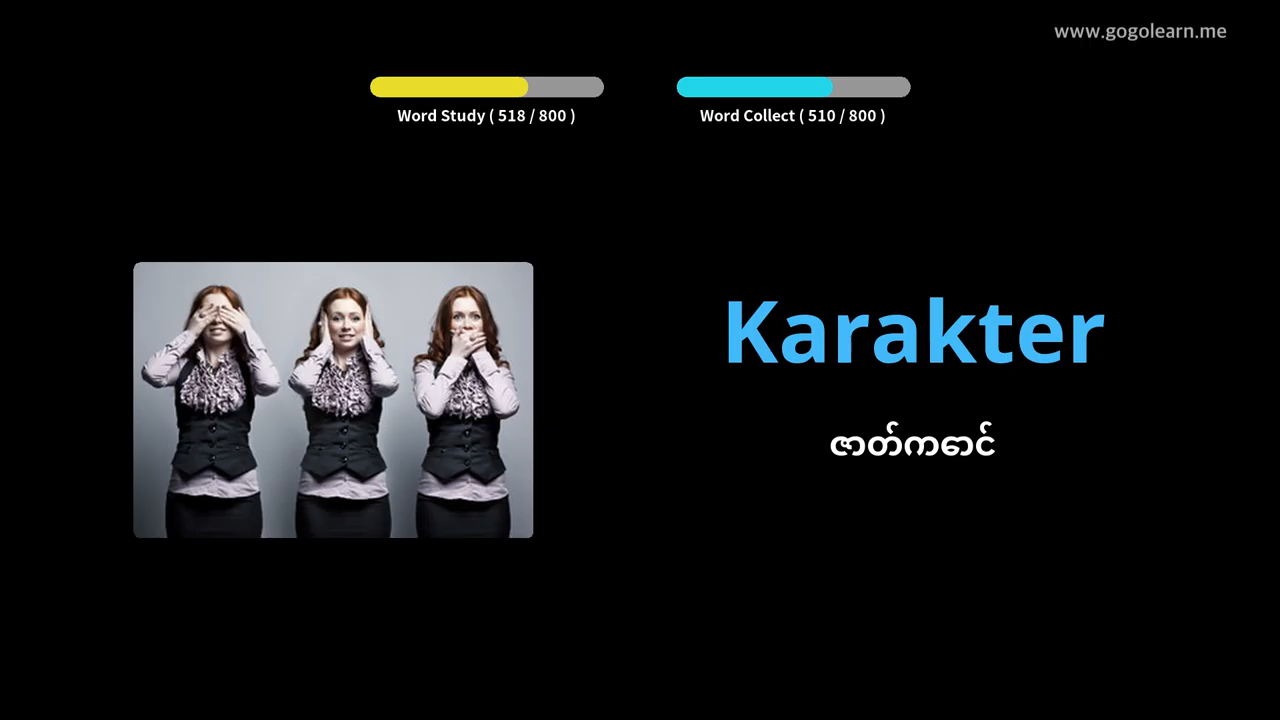 www.gogolearn.me
Word Study ( 518 / 800 )
Word Collect ( 510 / 800 )
Karakter
ဇာတ်ကောင်